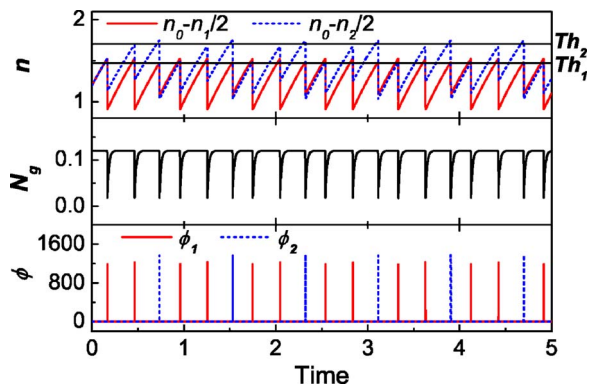 n₀-n₁/2 n₀-n₂/2
2
1
n
Th₂
Th₁
0.1
0.0
N_g
ϕ₁ ϕ₂
1600
800
0
ϕ
0 1 2 3 4 5
Time